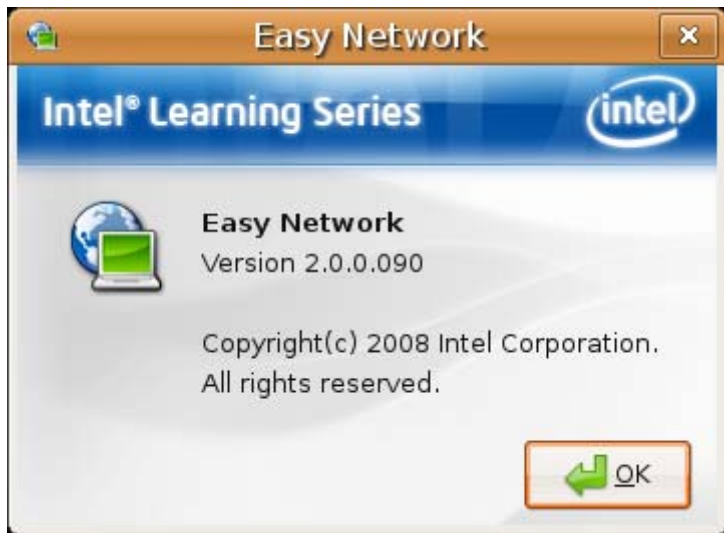 Easy Network
Intel® Learning Series
intel
Easy Network
Version 2.0.0.090
Copyright(c) 2008 Intel Corporation.
All rights reserved.
OK